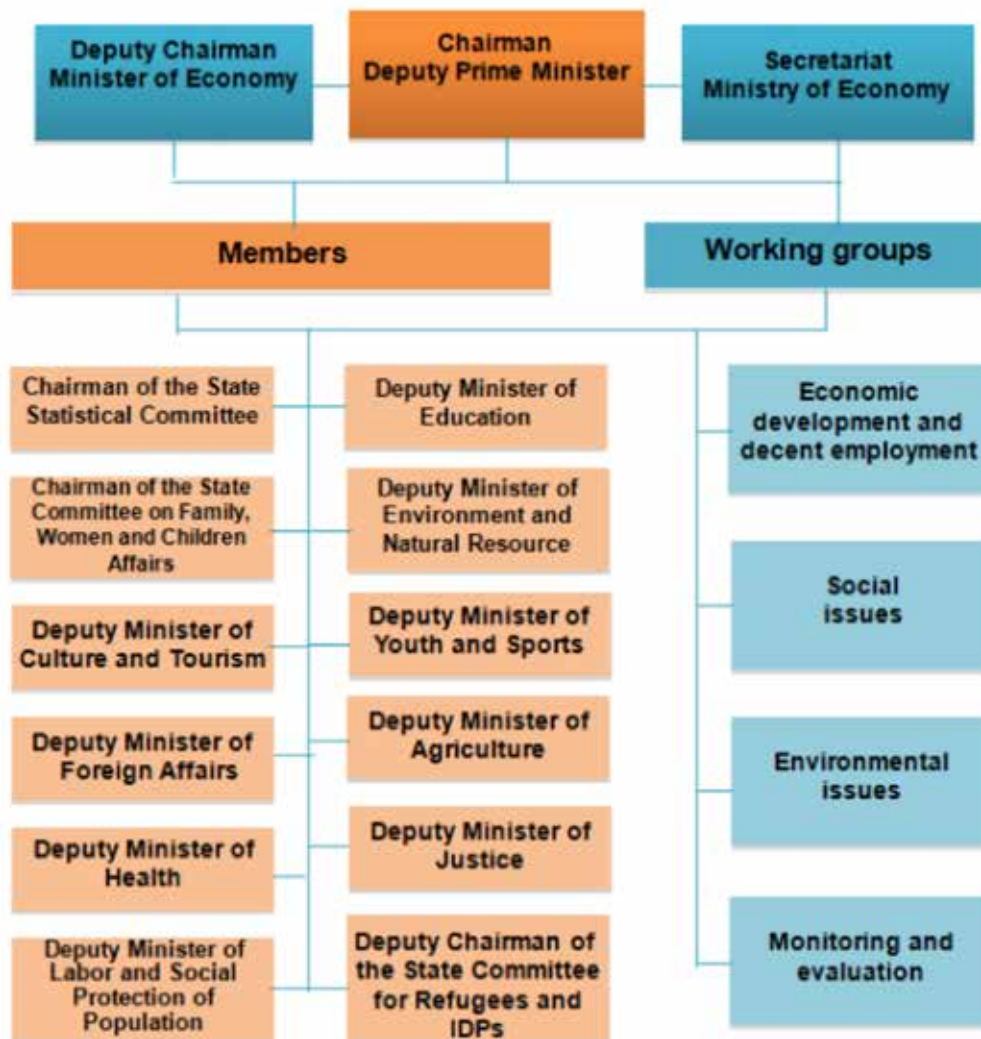 Deputy Chairman
Minister of Economy
Chairman
Deputy Prime Minister
Secretariat
Ministry of Economy
Members
Working groups
Chairman of the State
Statistical Committee
Deputy Minister of
Education
Chairman of the State
Committee on Family,
Women and Children
Affairs
Deputy Minister of
Environment and
Natural Resource
Deputy Minister of
Culture and Tourism
Deputy Minister of
Youth and Sports
Deputy Minister of
Foreign Affairs
Deputy Minister of
Agriculture
Deputy Minister of
Health
Deputy Minister of
Justice
Deputy Minister of
Labor and Social
Protection of
Population
Deputy Chairman of
the State Committee
for Refugees and
IDPs
Economic
development and
decent employment
Social
issues
Environmental
issues
Monitoring and
evaluation